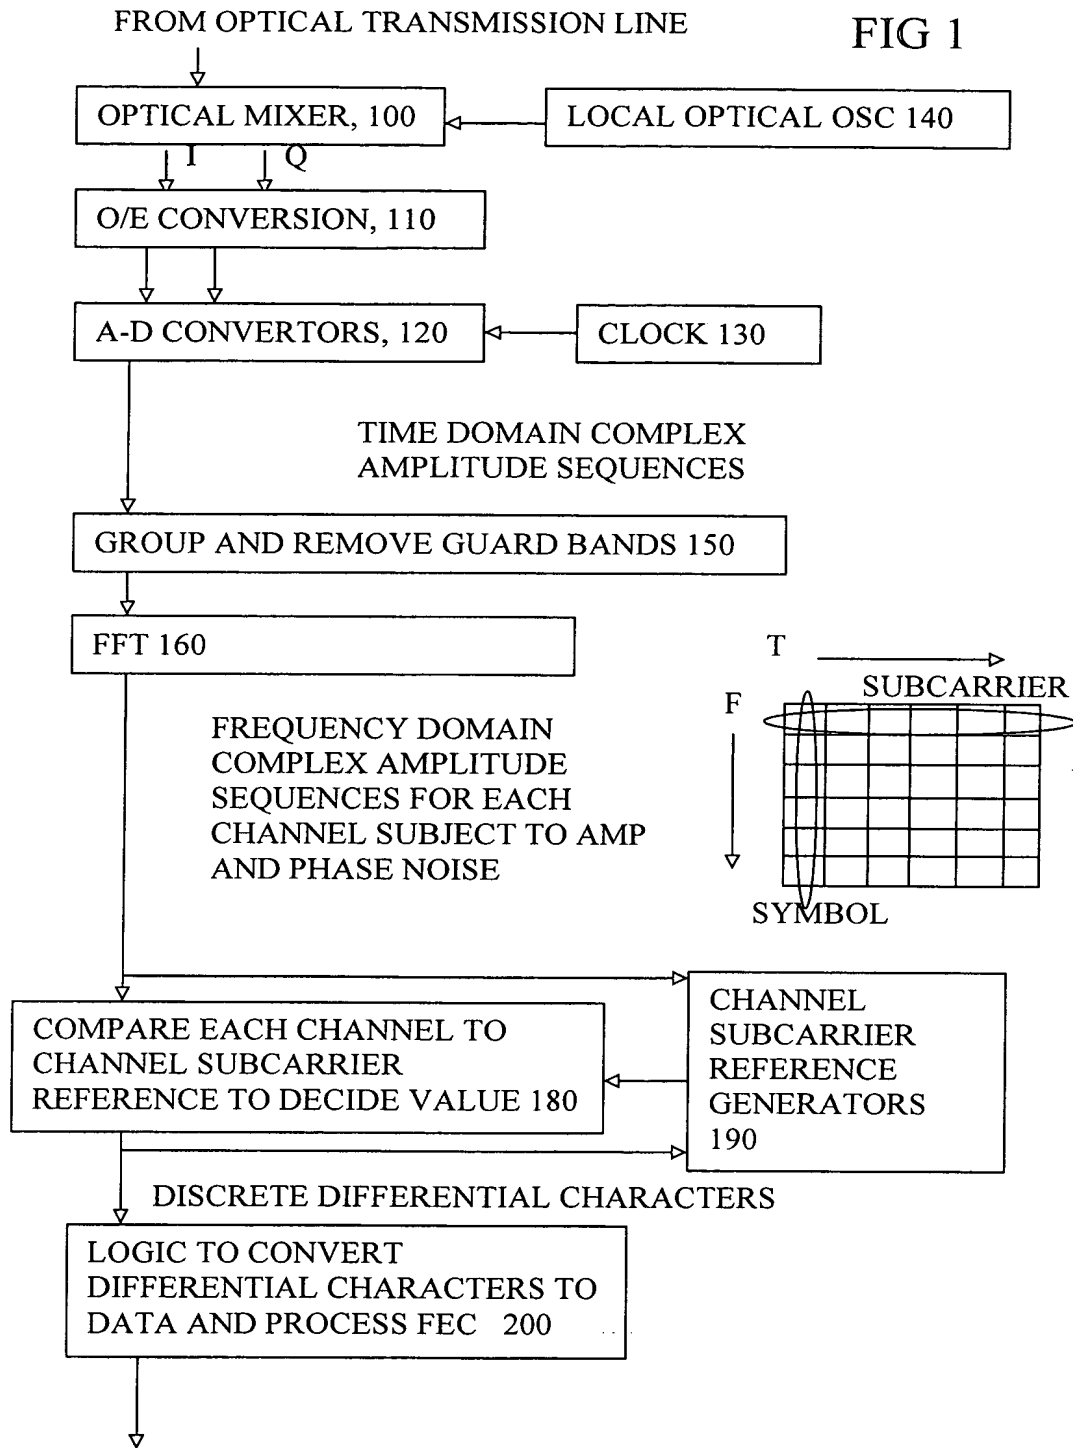 FROM OPTICAL TRANSMISSION LINE
FIG 1
OPTICAL MIXER, 100
LOCAL OPTICAL OSC 140
I
Q
O/E CONVERSION, 110
A-D CONVERTORS, 120
CLOCK 130
TIME DOMAIN COMPLEX
AMPLITUDE SEQUENCES
GROUP AND REMOVE GUARD BANDS 150
FFT 160
T
SUBCARRIER
F
FREQUENCY DOMAIN
COMPLEX AMPLITUDE
SEQUENCES FOR EACH
CHANNEL SUBJECT TO AMP
AND PHASE NOISE
SYMBOL
COMPARE EACH CHANNEL TO
CHANNEL SUBCARRIER
REFERENCE TO DECIDE VALUE 180
CHANNEL
SUBCARRIER
REFERENCE
GENERATORS
190
DISCRETE DIFFERENTIAL CHARACTERS
LOGIC TO CONVERT
DIFFERENTIAL CHARACTERS TO
DATA AND PROCESS FEC 200